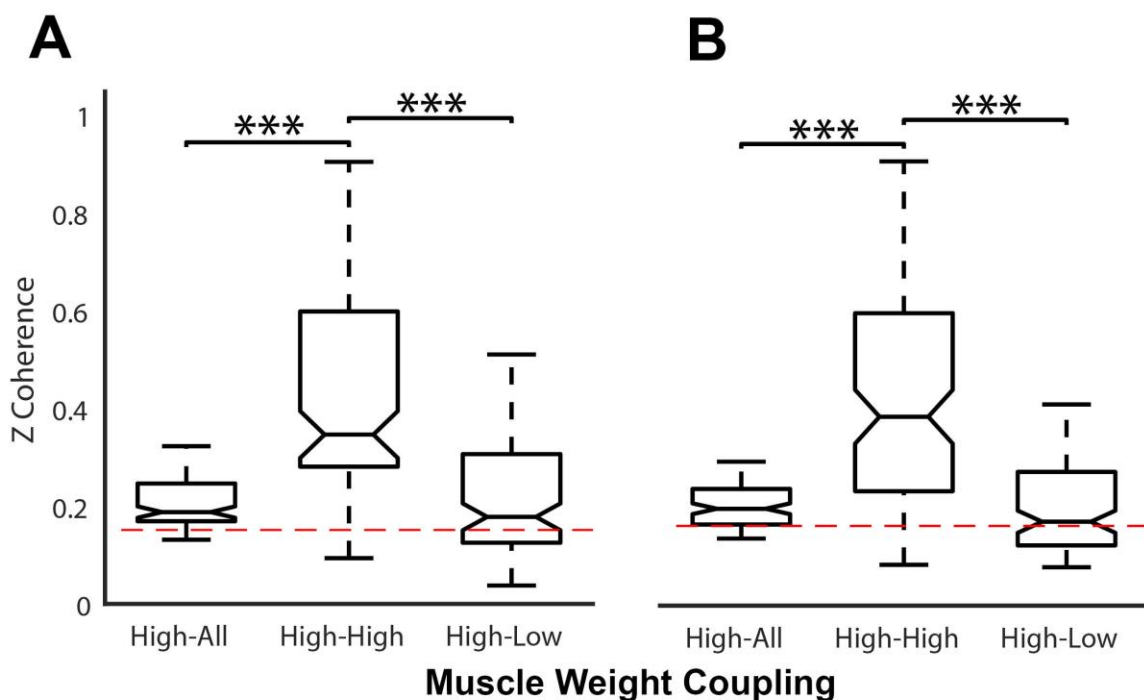 A
B
*** ***
*** ***
1
0.8
0.6
0.4
0.2
0
Z Coherence
High-All High-High High-Low
High-All High-High High-Low
Muscle Weight Coupling